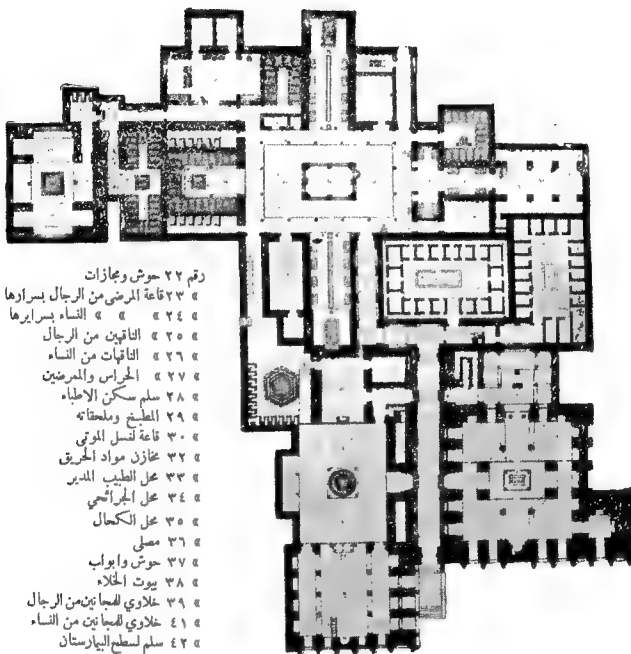 رقم ٢٢ حوش ومجازات
« ٢٣ قاعة المرضى من الرجال بسرارها
« ٢٤ « « « النساء بسرايرها
« ٢٥ « الناقهين من الرجال
« ٢٦ « الناقهات من النساء
« ٢٧ « الحراس والممرضين
« ٢٨ سلم سكن الاطباء
« ٢٩ المطبخ وملحقاته
« ٣٠ قاعة لغسل الموتى
« ٣٢ مخازن مواد الحريق
« ٣٣ محل الطبيب المدير
« ٣٤ محل الجرائحي
« ٣٥ محل الكحال
« ٣٦ مصلى
« ٣٧ حوش وابواب
« ٣٨ بيوت الخلاء
« ٣٩ خلاوي للمجانين من الرجال
« ٤١ خلاوي للمجانين من النساء
« ٤٢ سلم لسطح البيمارستان